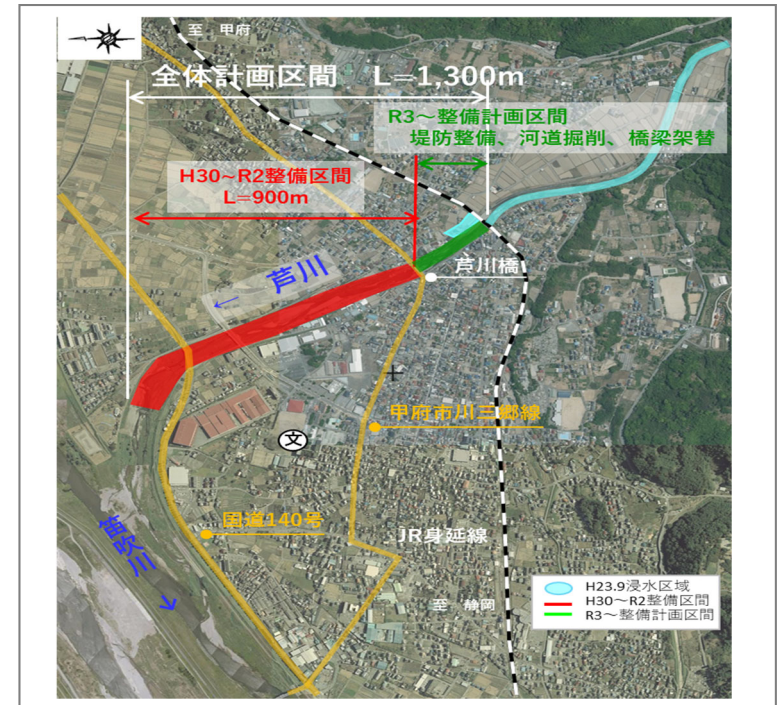 至 甲府
全体計画区間 L=1,300m
R3～整備計画区間
堤防整備、河道掘削、橋梁架替
H30~R2整備区間
L=900m
← 芦川
芦川橋
甲府市川三郷線
文
国道140号
笛吹川
→
JR身延線
至 静岡
H23.9浸水区域
H30～R2整備区間
R3～整備計画区間